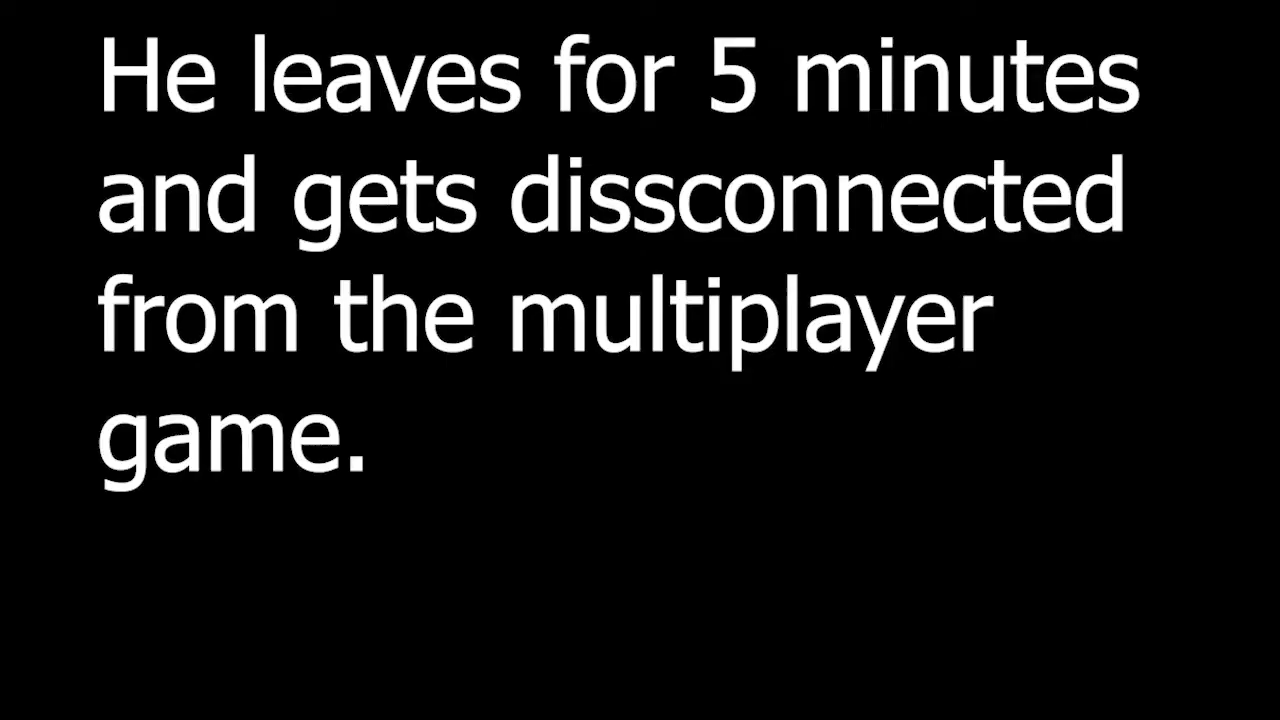 He leaves for 5 minutes
and gets dissconnected
from the multiplayer
game.